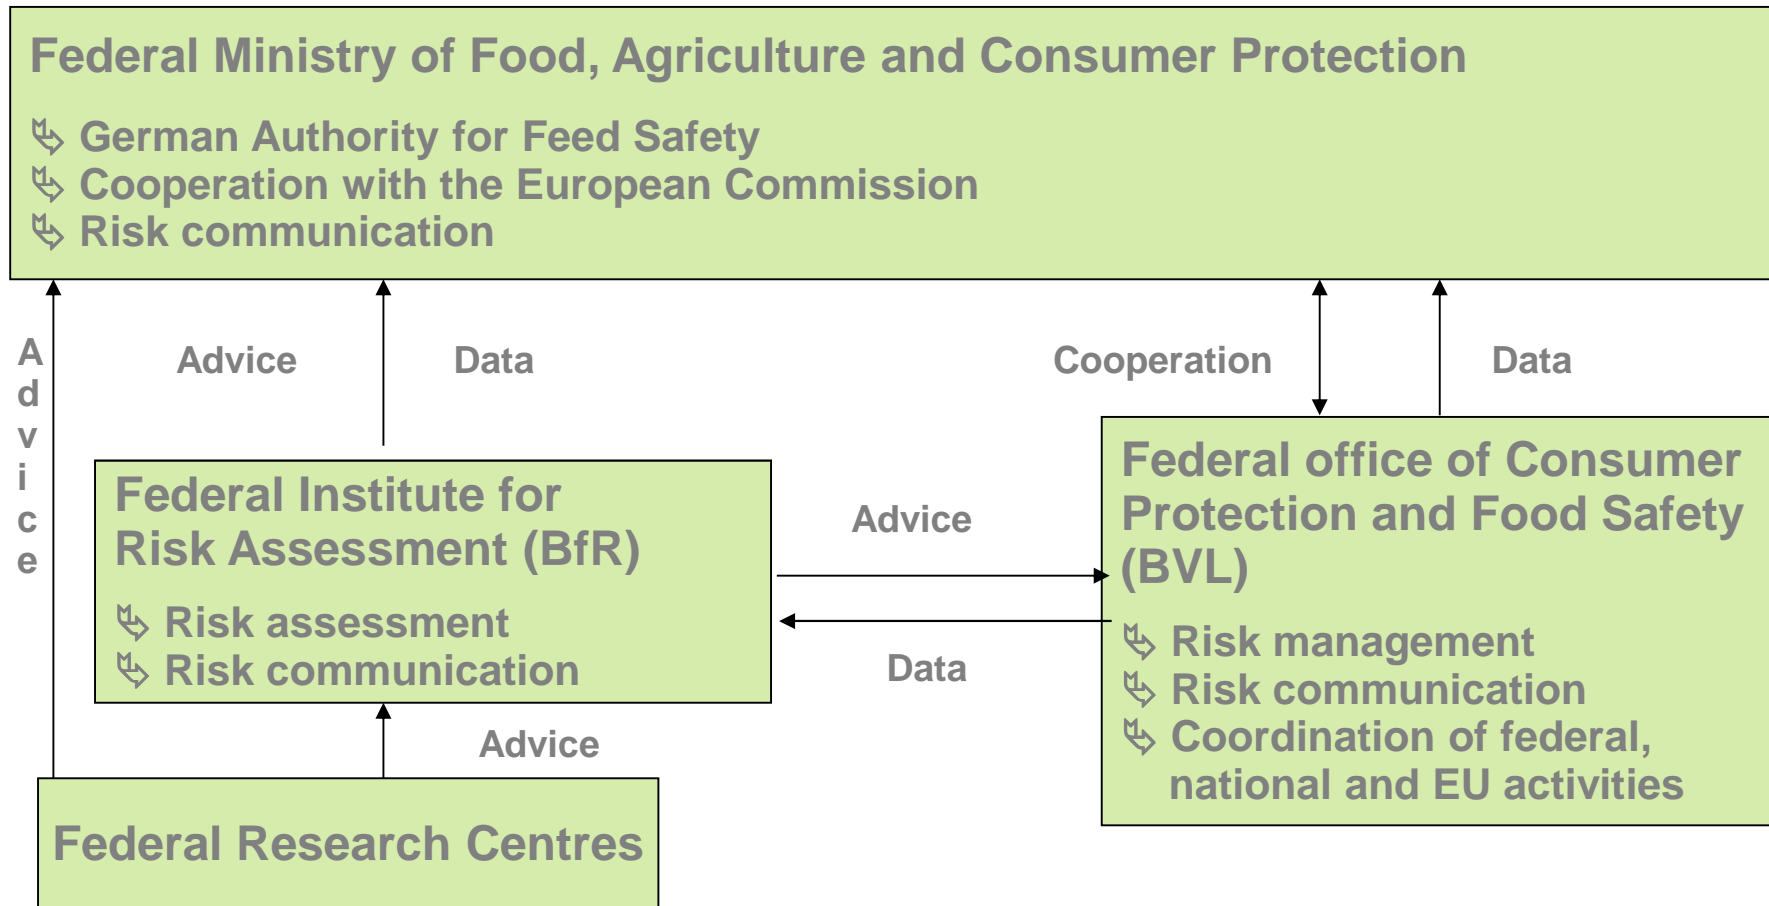 Federal Ministry of Food, Agriculture and Consumer Protection
German Authority for Feed Safety
Cooperation with the European Commission
Risk communication
Advice
Advice
Data
Cooperation
Data
Federal Institute for
Risk Assessment (BfR)
Risk assessment
Risk communication
Advice
Data
Federal office of Consumer
Protection and Food Safety
(BVL)
Risk management
Risk communication
Coordination of federal,
national and EU activities
Advice
Federal Research Centres